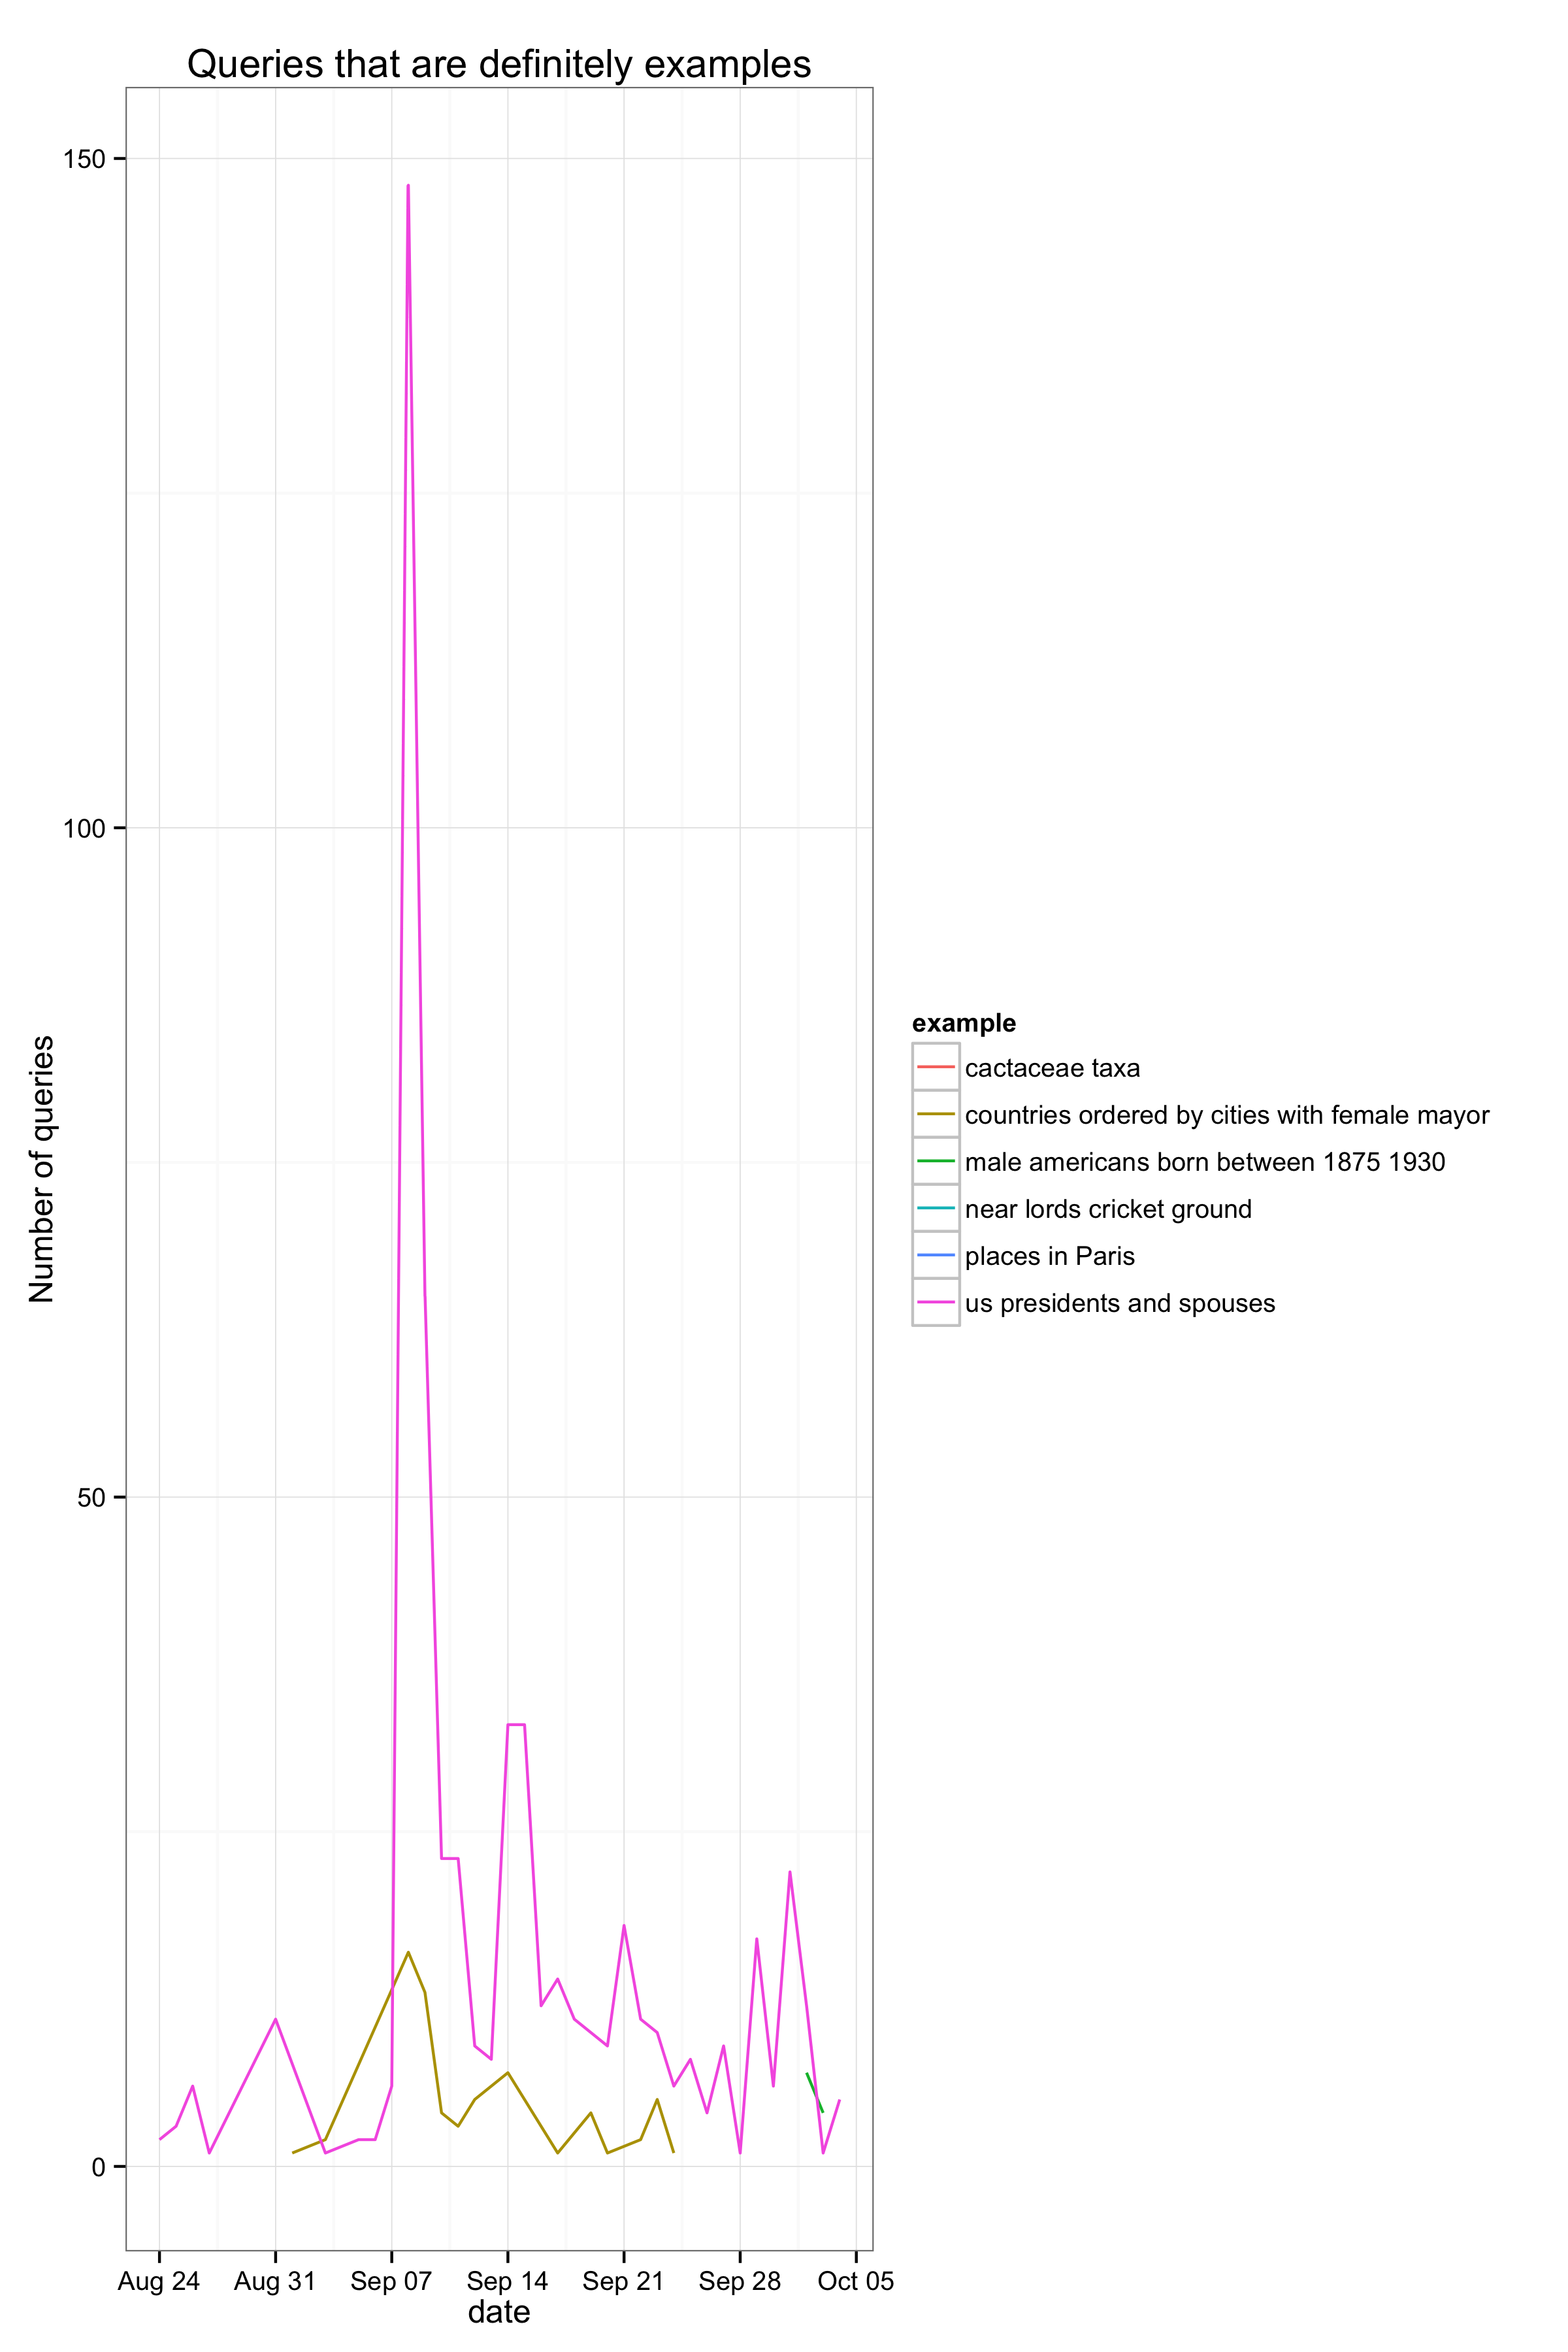 Queries that are definitely examples
150
100
50
0
Number of queries
Aug 24 Aug 31 Sep 07 Sep 14 Sep 21 Sep 28 Oct 05
date
example
cactaceae taxa
countries ordered by cities with female mayor
male americans born between 1875 1930
near lords cricket ground
places in Paris
us presidents and spouses